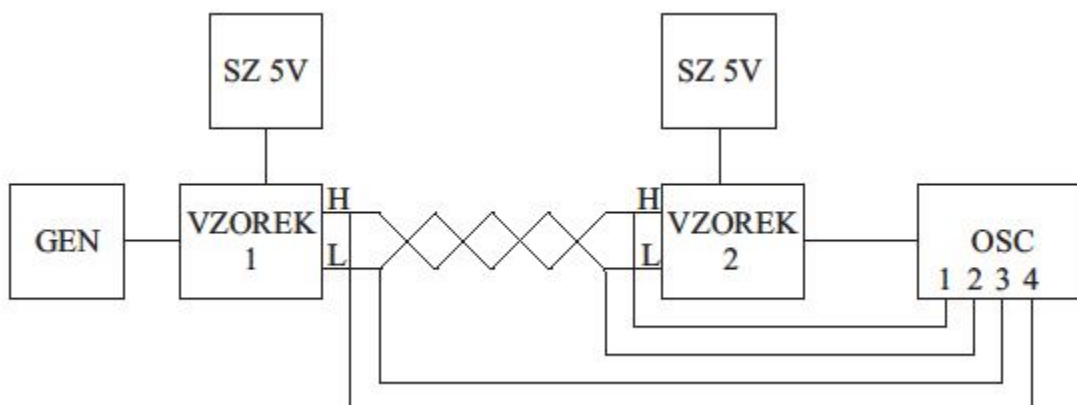 SZ 5V
SZ 5V
GEN
VZOREK
1
H
L
H
L
VZOREK
2
OSC
1 2 3 4